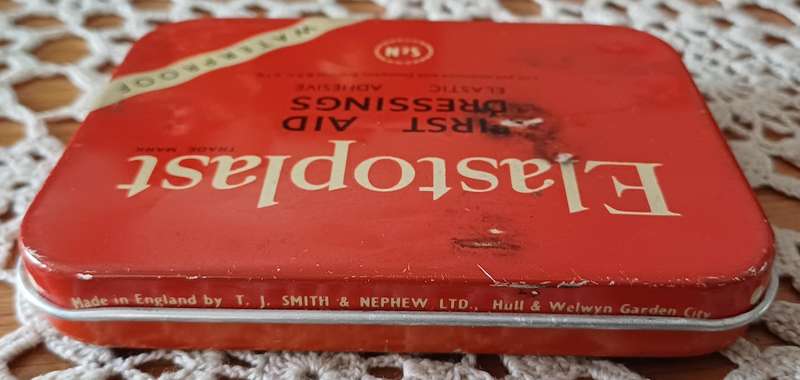 Elastoplast
TRADE MARK
FIRST AID
DRESSINGS
ELASTIC ADHESIVE
S&N
WATERPROOF
Made in England by T. J. SMITH & NEPHEW LTD., Hull & Welwyn Garden City